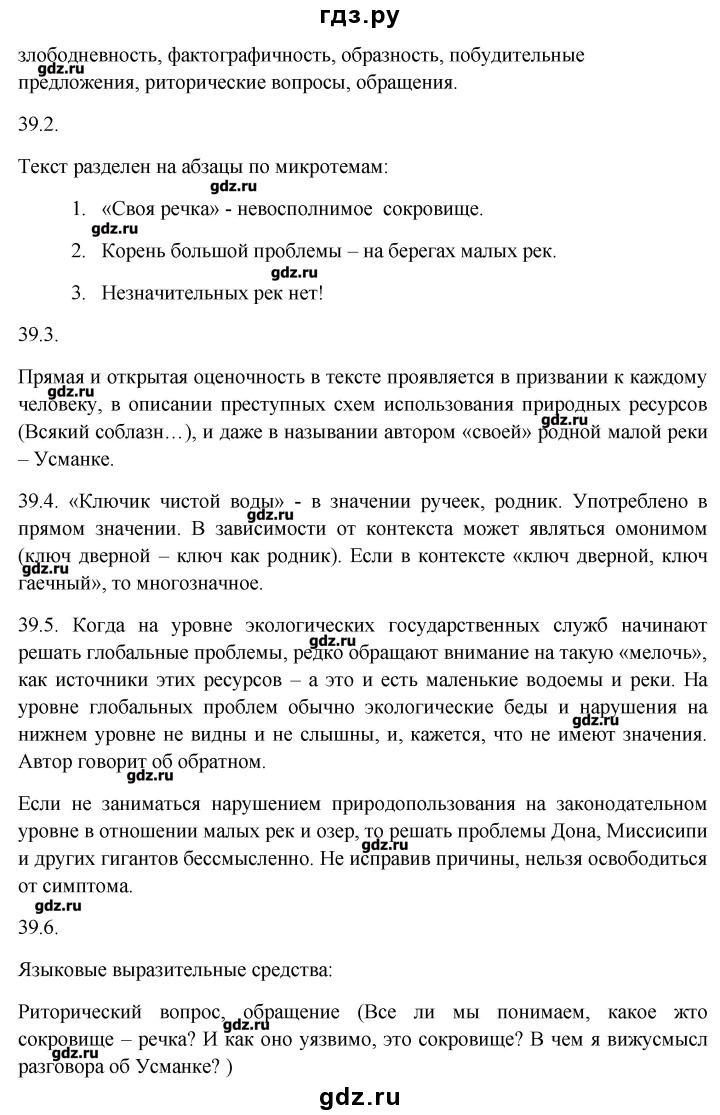 гдз.ру
злободневность, фактографичность, образность, побудительные
gdz.ru
предложения, риторические вопросы, обращения.
39.2.
Текст разделен на абзацы по микротемам:
gdz.ru
1. «Своя речка» - невосполнимое сокровище.
gdz.ru
2. Корень большой проблемы – на берегах малых рек.
gdz.ru
3. Незначительных рек нет!
39.3.
Прямая и открытая оценочность в тексте проявляется в призвании к каждому
gdz.ru
человеку, в описании преступных схем использования природных ресурсов
gdz.ru
(Всякий соблазн…), и даже в назывании автором «своей» родной малой реки
– Усманке.
39.4. «Ключик чистой воды» - в значении ручеек, родник. Употреблено в
gdz.ru
прямом значении. В зависимости от контекста может являться омонимом
(ключ дверной – ключ как родник). Если в контексте «ключ дверной, ключ
gdz.ru
гаечный», то многозначное.
39.5. Когда на уровне экологических государственных служб начинают
gdz.ru
решать глобальные проблемы, редко обращают внимание на такую «мелочь»,
как источники этих ресурсов – а это и есть маленькие водоемы и реки. На
уровне глобальных проблем обычно экологические беды и нарушения на
gdz.ru
нижнем уровне не видны и не слышны, и, кажется, что не имеют значения.
Автор говорит об обратном.
gdz.ru
Если не заниматься нарушением природопользования на законодательном
уровне в отношении малых рек и озер, то решать проблемы Дона, Миссисипи
gdz.ru
и других гигантов бессмысленно. Не исправив причины, нельзя освободиться
от симптома.
gdz.ru
39.6.
Языковые выразительные средства:
Риторический вопрос, обращение (Все ли мы понимаем, какое жто
gdz.ru
сокровище – речка? И как оно уязвимо, это сокровище? В чем я вижусмысл
gdz.ru
разговора об Усманке? )
gdz.ru